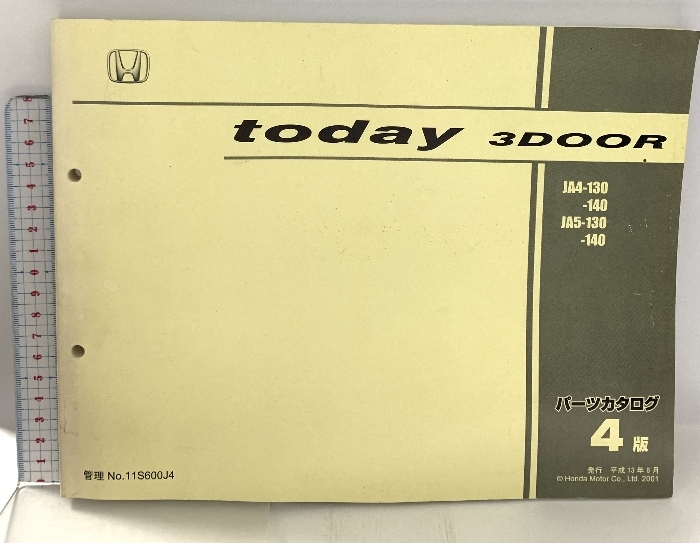 today 3DOOR
JA4-130
-140
JA5-130
-140
パーツカタログ
4版
発行 平成13年6月
© Honda Motor Co., Ltd. 2001
管理 No.11S600J4